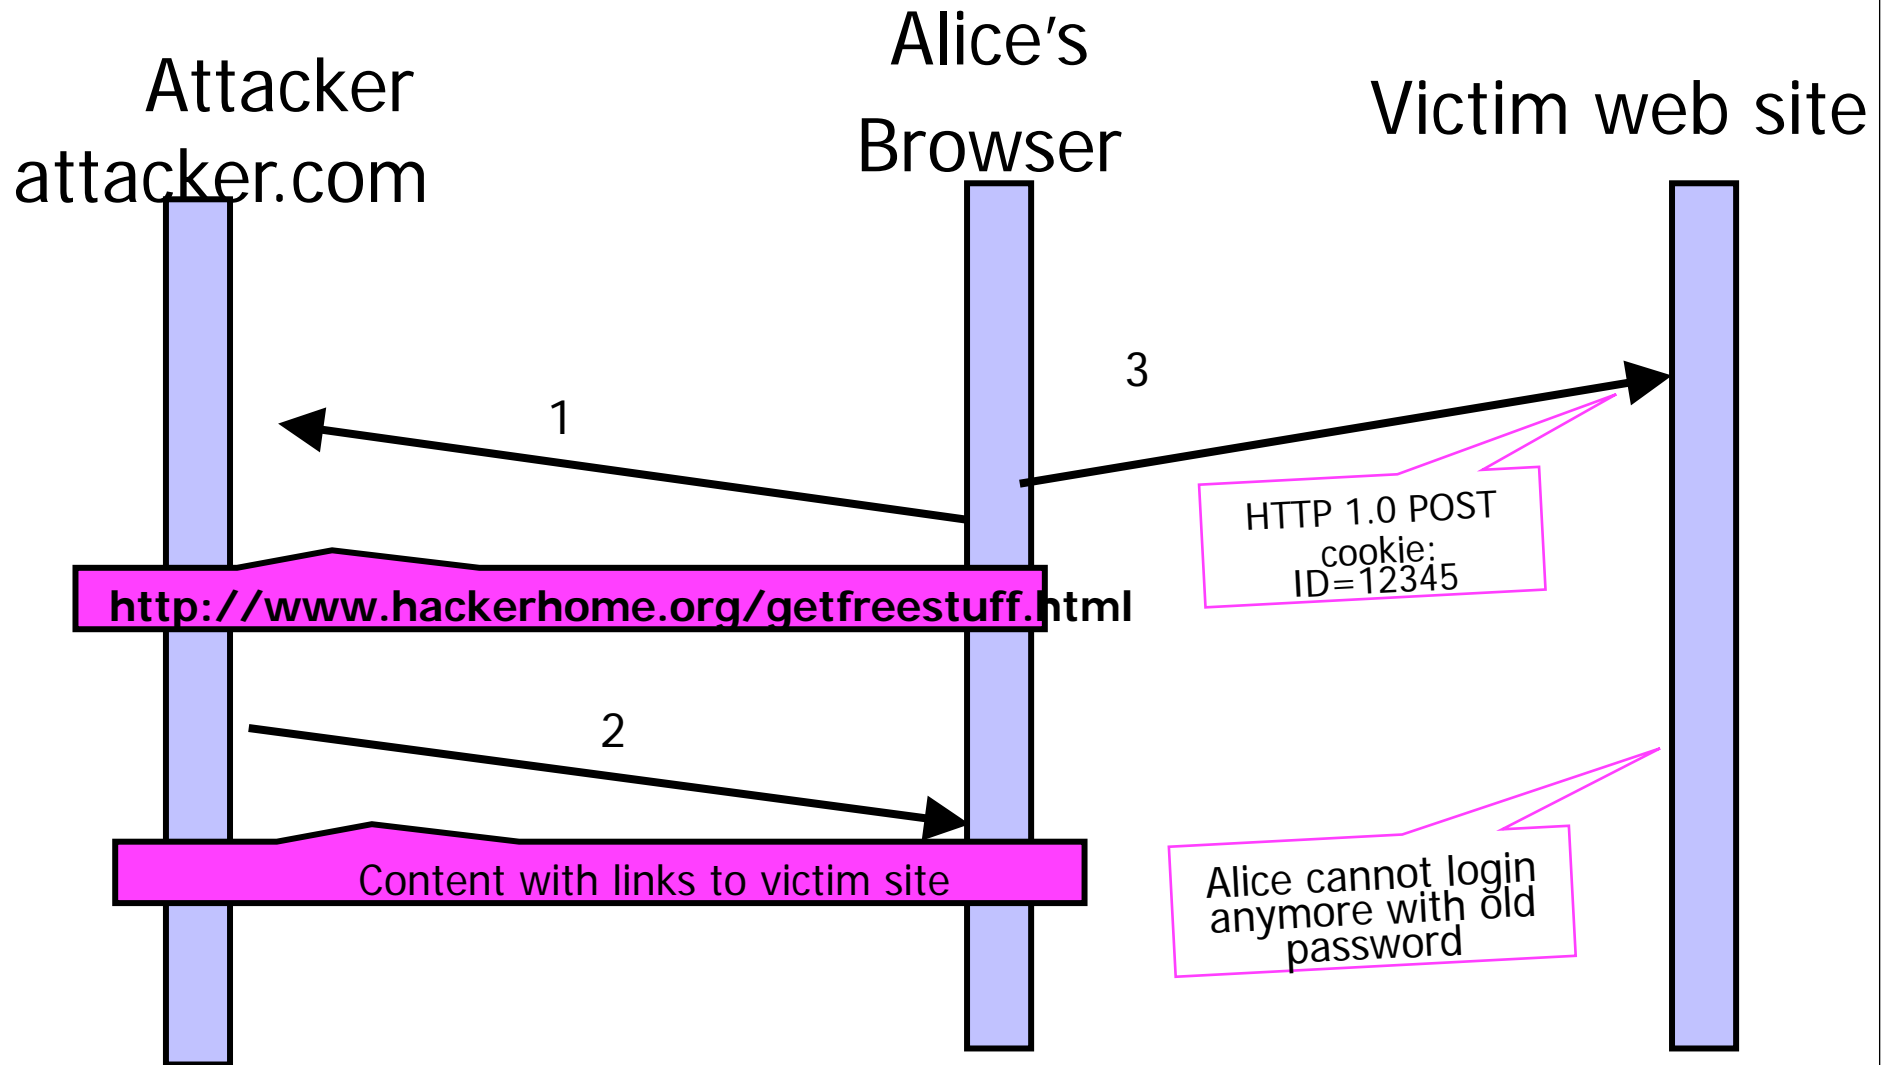 Attacker
attacker.com
Alice's
Browser
Victim web site
1
3
HTTP 1.0 POST
cookie:
ID=12345
http://www.hackerhome.org/getfreestuff.html
2
Content with links to victim site
Alice cannot login
anymore with old
password